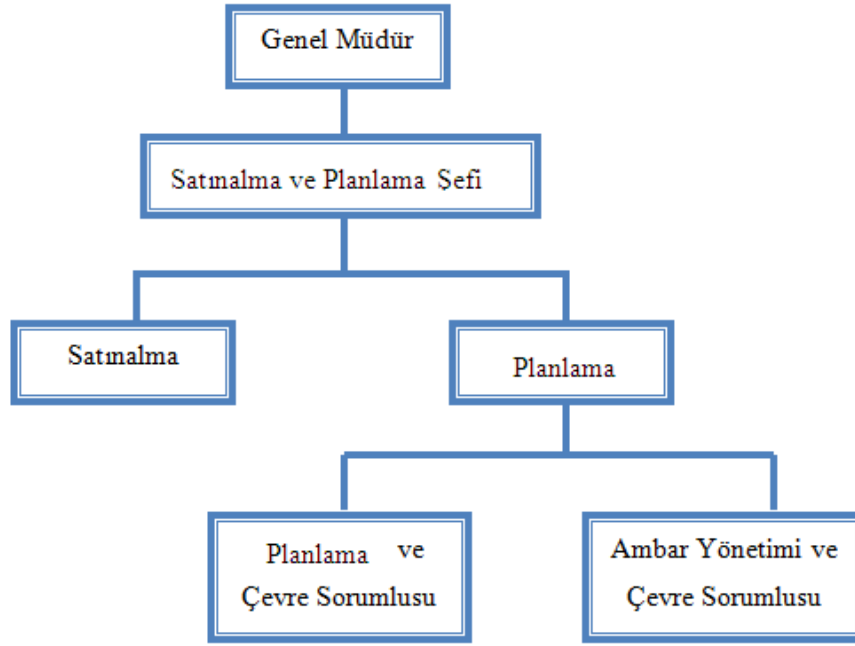 Genel Müdür
Satınalma ve Planlama Şefi
Satınalma
Planlama
Planlama ve
Çevre Sorumlusu
Ambar Yönetimi ve
Çevre Sorumlusu